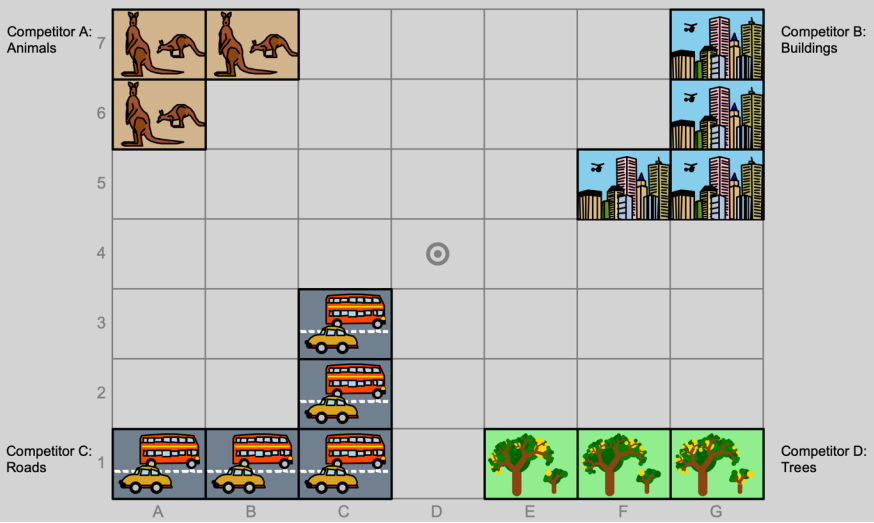 Competitor A:
Animals
Competitor B:
Buildings
7
6
5
4
3
2
1
Competitor C:
Roads
Competitor D:
Trees
A B C D E F G